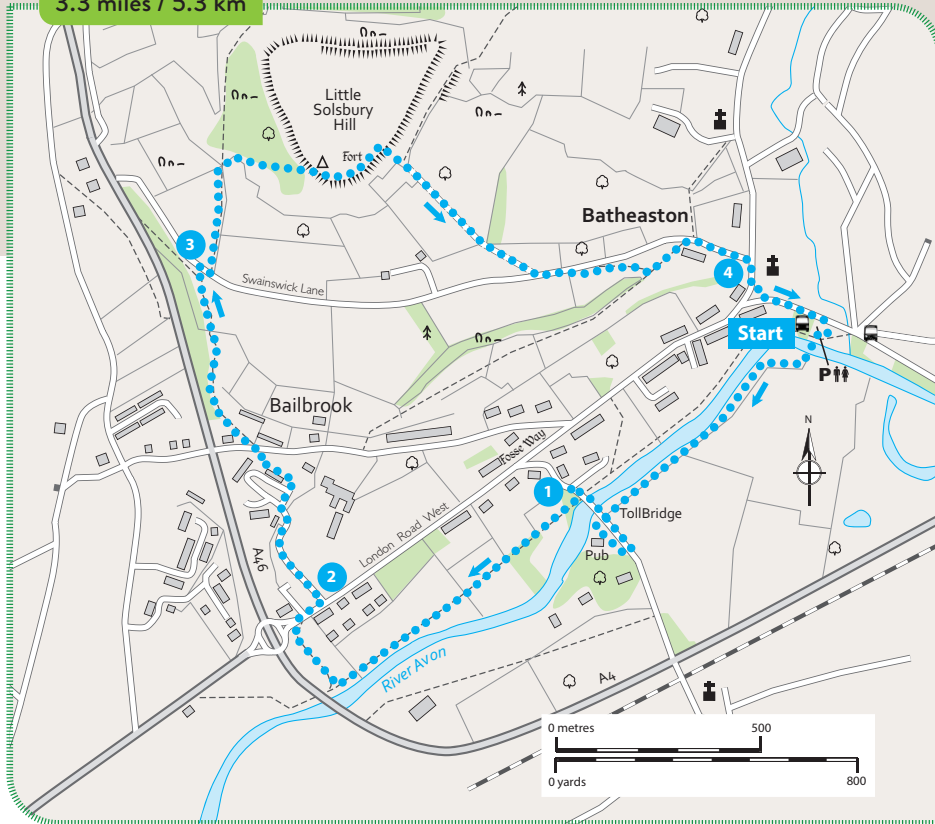 3.3 miles / 5.3 km
Little
Solsbury
Hill
Fort
Batheaston
3
Swainswick Lane
4
Start
P
Bailbrook
Fosse Way
N
1
TollBridge
London Road West
Pub
A46
2
River Avon
A4
0 metres
500
0 yards
800